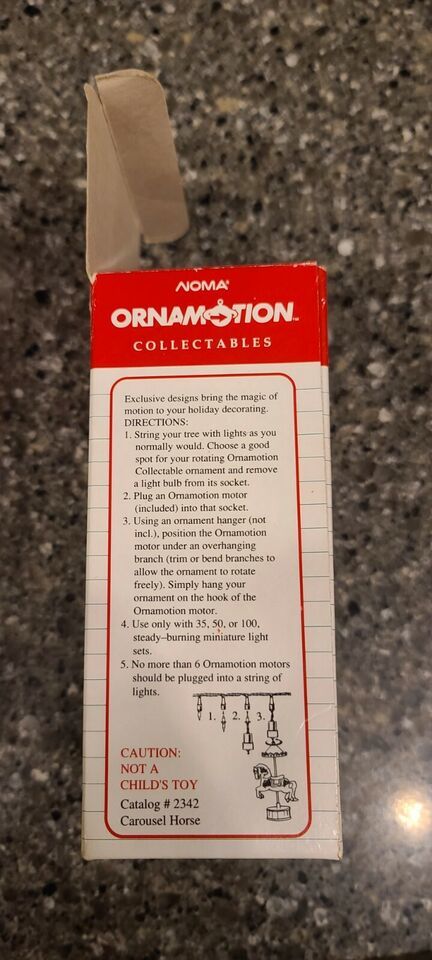 NOMA®
ORNAMOTION™
COLLECTABLES
Exclusive designs bring the magic of
motion to your holiday decorating.
DIRECTIONS:
1. String your tree with lights as you
normally would. Choose a good
spot for your rotating Ornamotion
Collectable ornament and remove
a light bulb from its socket.
2. Plug an Ornamotion motor
(included) into that socket.
3. Using an ornament hanger (not
incl.), position the Ornamotion
motor under an overhanging
branch (trim or bend branches to
allow the ornament to rotate
freely). Simply hang your
ornament on the hook of the
Ornamotion motor.
4. Use only with 35, 50, or 100,
steady–burning miniature light
sets.
5. No more than 6 Ornamotion motors
should be plugged into a string of
lights.
1. 2. 3.
CAUTION:
NOT A
CHILD'S TOY
Catalog # 2342
Carousel Horse